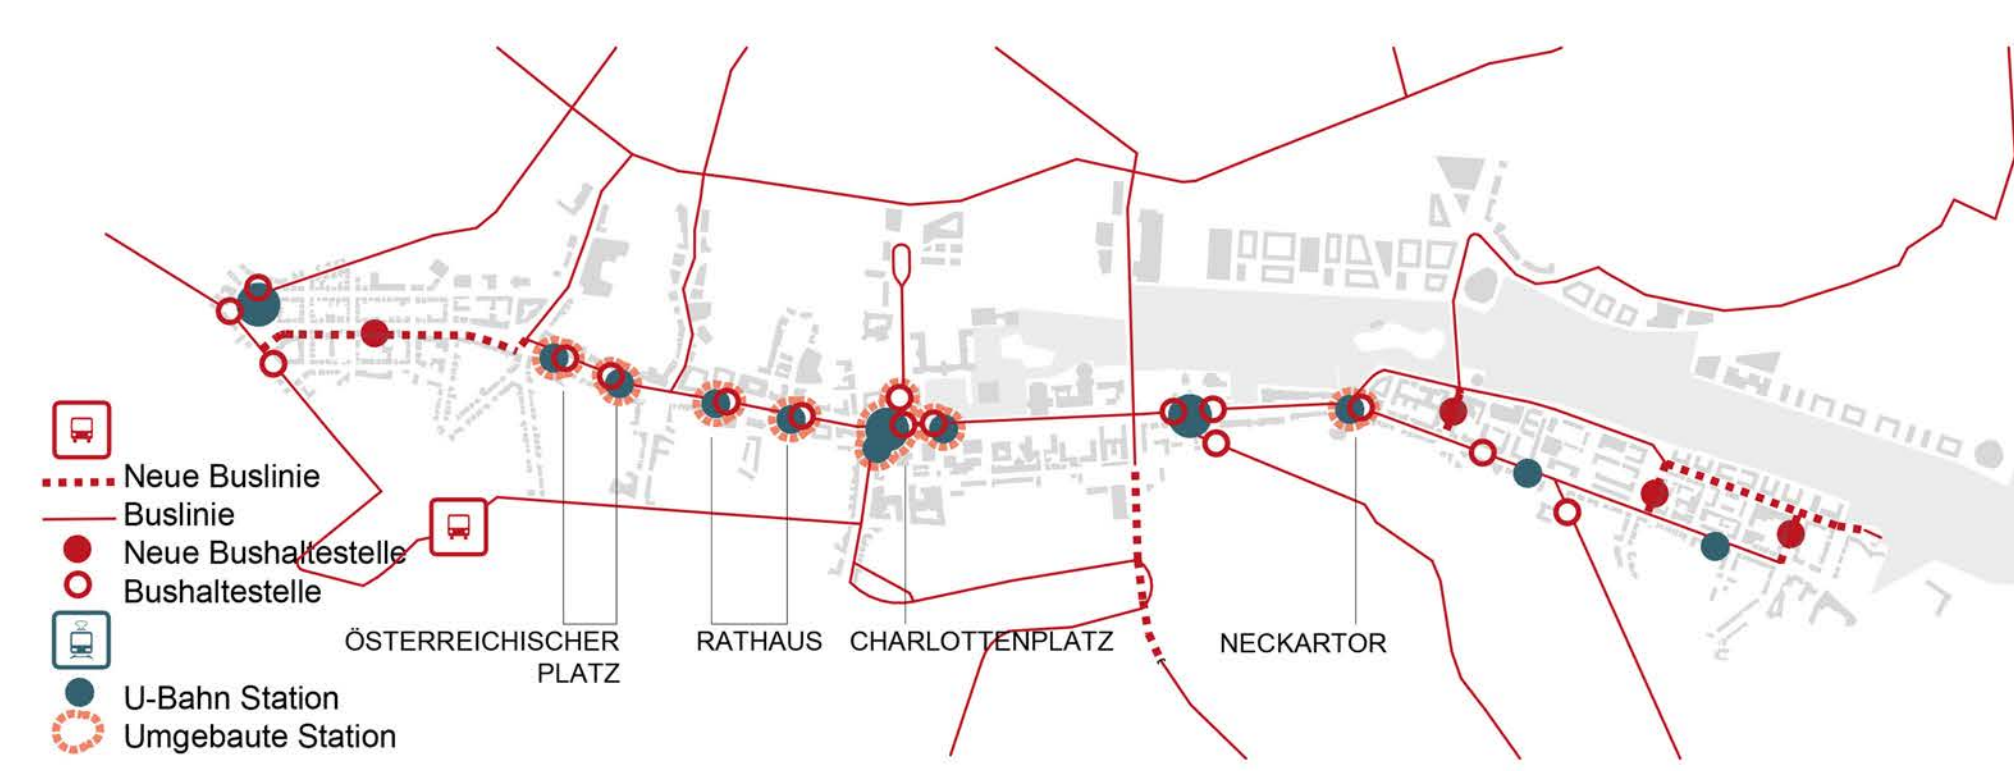 Neue Buslinie
Buslinie
Neue Bushaltestelle
Bushaltestelle
U-Bahn Station
Umgebaute Station
ÖSTERREICHISCHER
PLATZ
RATHAUS
CHARLOTTENPLATZ
NECKARTOR